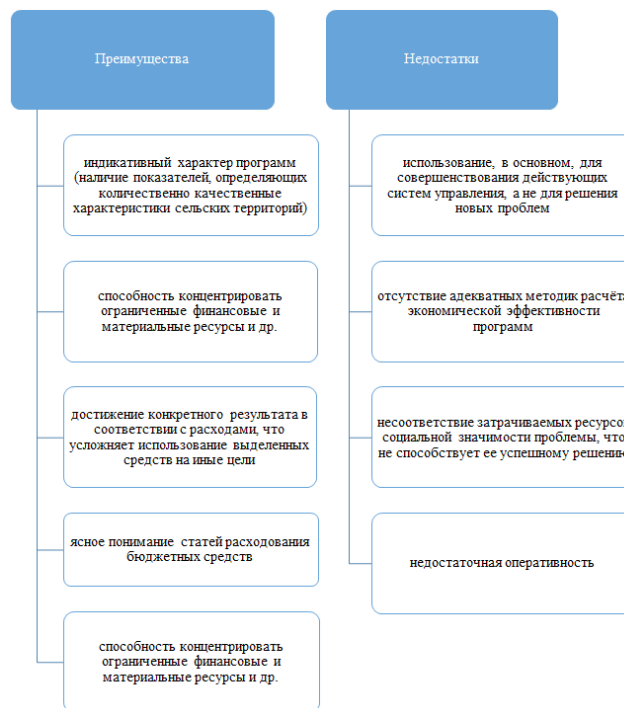 Преимущества
индикативный характер программ
(наличие показателей, определяющих
количественно качественные
характеристики сельских территорий)
способность концентрировать
ограниченные финансовые и
материальные ресурсы и др.
достижение конкретного результата в
соответствии с расходами, что
усложняет использование выделенных
средств на иные цели
ясное понимание статей расходования
бюджетных средств
способность концентрировать
ограниченные финансовые и
материальные ресурсы и др.
Недостатки
использование, в основном, для
совершенствования действующих
систем управления, а не для решения
новых проблем
отсутствие адекватных методик расчёта
экономической эффективности
программ
несоответствие затрачиваемых ресурсов
социальной значимости проблемы, что
не способствует ее успешному решению
недостаточная оперативность